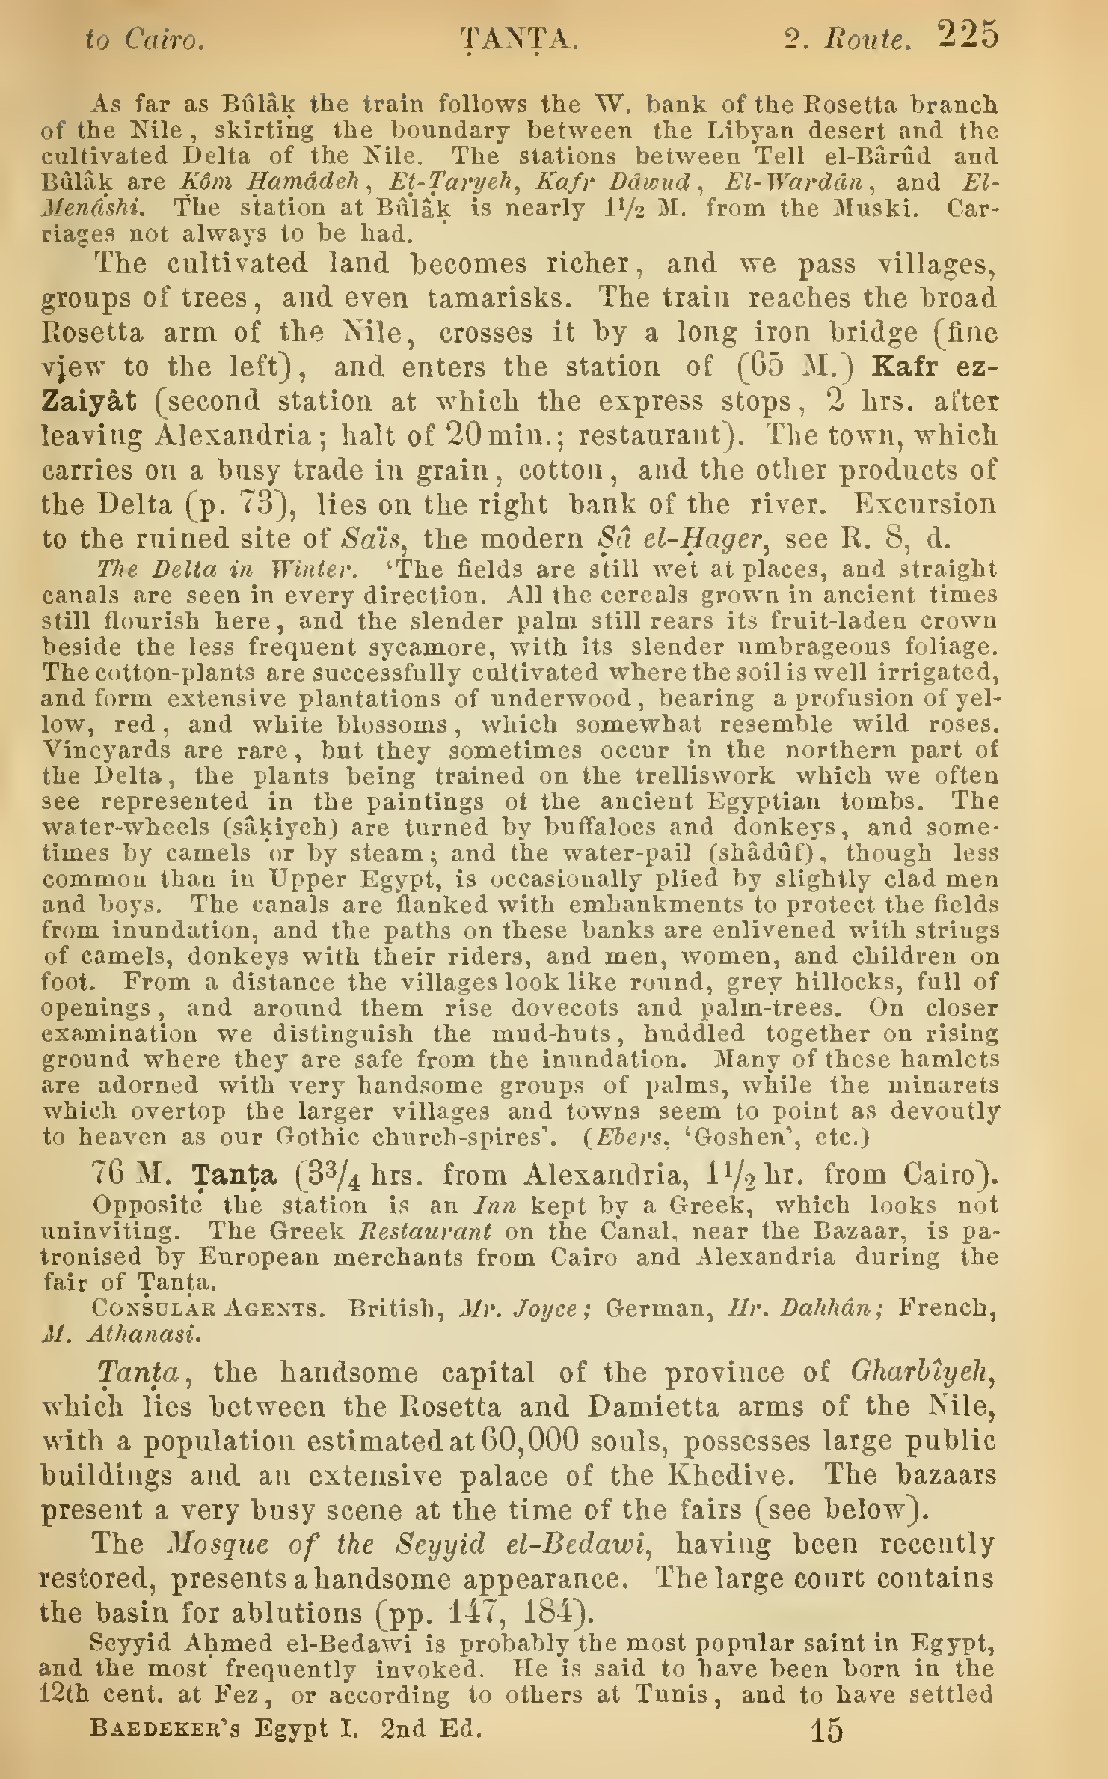 to Cairo. ṬANṬA. 2. Route. 225
As far as Bûlâḳ the train follows the W. bank of the Rosetta branch
of the Nile, skirting the boundary between the Libyan desert and the
cultivated Delta of the Nile. The stations between Tell el-Bârûd and
Bûlâḳ are Kôm Ḥamâdeh, Eṭ-Ṭaryeh, Kafr Dâwud, El-Wardân, and El-
Menâshi. The station at Bûlâḳ is nearly 1½ M. from the Muski. Car-
riages not always to be had.
The cultivated land becomes richer, and we pass villages,
groups of trees, and even tamarisks. The train reaches the broad
Rosetta arm of the Nile, crosses it by a long iron bridge (fine
view to the left), and enters the station of (65 M.) Kafr ez-
Zaiyât (second station at which the express stops, 2 hrs. after
leaving Alexandria; halt of 20 min.; restaurant). The town, which
carries on a busy trade in grain, cotton, and the other products of
the Delta (p. 73), lies on the right bank of the river. Excursion
to the ruined site of Saïs, the modern Ṣâ el-Ḥager, see R. 8, d.
The Delta in Winter. ‘The fields are still wet at places, and straight
canals are seen in every direction. All the cereals grown in ancient times
still flourish here, and the slender palm still rears its fruit-laden crown
beside the less frequent sycamore, with its slender umbrageous foliage.
The cotton-plants are successfully cultivated where the soil is well irrigated,
and form extensive plantations of underwood, bearing a profusion of yel-
low, red, and white blossoms, which somewhat resemble wild roses.
Vineyards are rare, but they sometimes occur in the northern part of
the Delta, the plants being trained on the trelliswork which we often
see represented in the paintings of the ancient Egyptian tombs. The
water-wheels (sâḳiyeh) are turned by buffaloes and donkeys, and some-
times by camels or by steam; and the water-pail (shâdûf), though less
common than in Upper Egypt, is occasionally plied by slightly clad men
and boys. The canals are flanked with embankments to protect the fields
from inundation, and the paths on these banks are enlivened with strings
of camels, donkeys with their riders, and men, women, and children on
foot. From a distance the villages look like round, grey hillocks, full of
openings, and around them rise dovecots and palm-trees. On closer
examination we distinguish the mud-huts, huddled together on rising
ground where they are safe from the inundation. Many of these hamlets
are adorned with very handsome groups of palms, while the minarets
which overtop the larger villages and towns seem to point as devoutly
to heaven as our Gothic church-spires’. (Ebers, ‘Goshen’, etc.)
76 M. Ṭanṭa (3¾ hrs. from Alexandria, 1½ hr. from Cairo).
Opposite the station is an Inn kept by a Greek, which looks not
uninviting. The Greek Restaurant on the Canal, near the Bazaar, is pa-
tronised by European merchants from Cairo and Alexandria during the
fair of Ṭanṭa.
CONSULAR AGENTS. British, Mr. Joyce; German, Hr. Dahhân; French,
M. Athanasi.
Ṭanṭa, the handsome capital of the province of Gharbîyeh,
which lies between the Rosetta and Damietta arms of the Nile,
with a population estimated at 60,000 souls, possesses large public
buildings and an extensive palace of the Khedive. The bazaars
present a very busy scene at the time of the fairs (see below).
The Mosque of the Seyyid el-Bedawi, having been recently
restored, presents a handsome appearance. The large court contains
the basin for ablutions (pp. 147, 184).
Seyyid Aḥmed el-Bedawi is probably the most popular saint in Egypt,
and the most frequently invoked. He is said to have been born in the
12th cent. at Fez, or according to others at Tunis, and to have settled
BAEDEKER'S Egypt I. 2nd Ed. 15